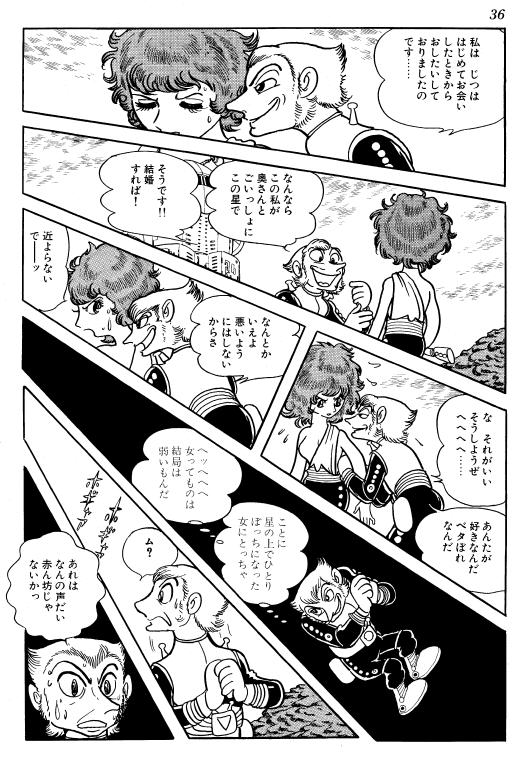 36
私は じつは
はじめてお会い
したときから
おしたいして
おりましたの
です……
なんなら
この私が
奥さんと
ごいっしょに
この星で
そうです!!
結婚
すれば！
な それがいい
そうしようぜ
へへへへ……
あんたが
好きなんだ
ベタぼれ
なんだ
なんとか
いえよ
悪いよう
にはしない
からさ
近よらない
でーッ
ヘッヘヘヘ
女ってものは
結局は
弱いもんだ
ことに
星の上でひとり
ぼっちになった
女にとっちゃ
ム？
オギャーオギャー
あれは
なんの声だい
赤ん坊じゃ
ないかっ